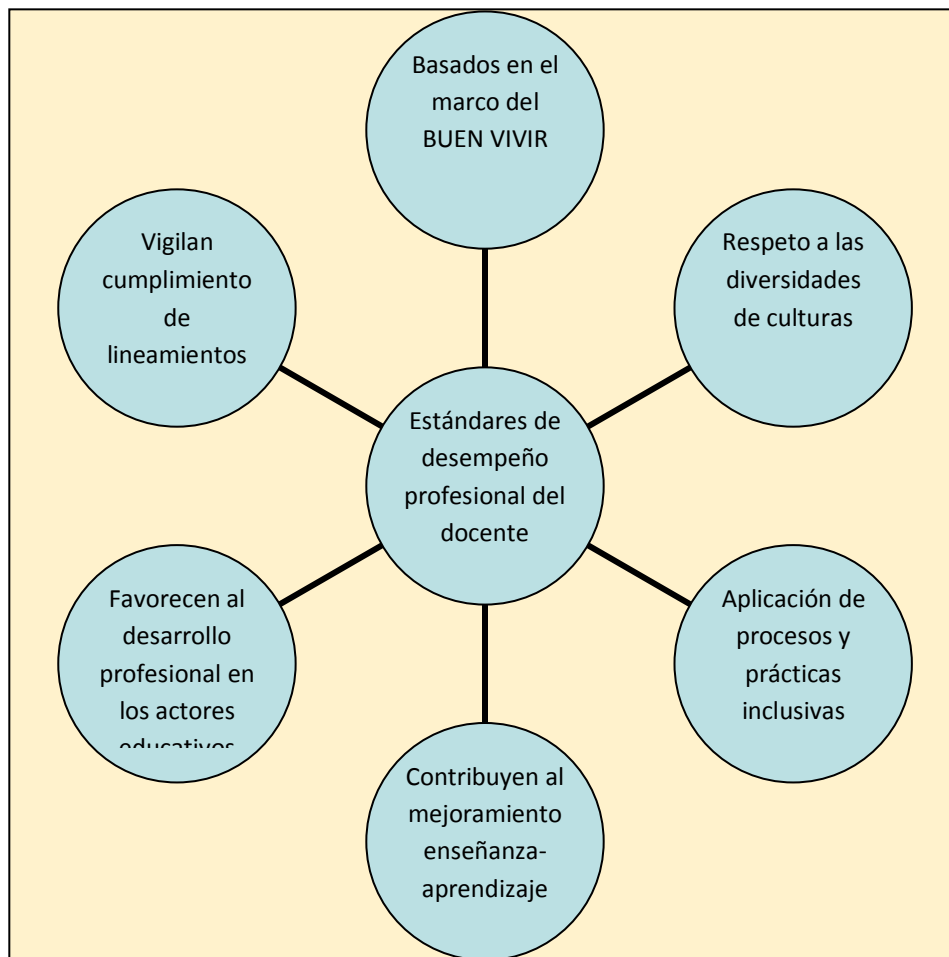 Basados en el
marco del
BUEN VIVIR
Vigilan
cumplimiento
de
lineamientos
Respeto a las
diversidades
de culturas
Estándares de
desempeño
profesional del
docente
Favorecen al
desarrollo
profesional en
los actores
educativos
Aplicación de
procesos y
prácticas
inclusivas
Contribuyen al
mejoramiento
enseñanza-
aprendizaje